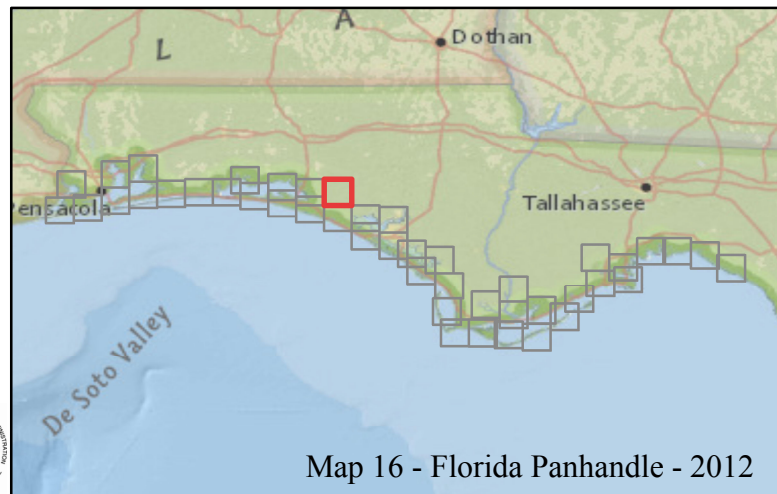 L A
Dothan
Pensacola
Tallahassee
De Soto Valley
Map 16 - Florida Panhandle - 2012